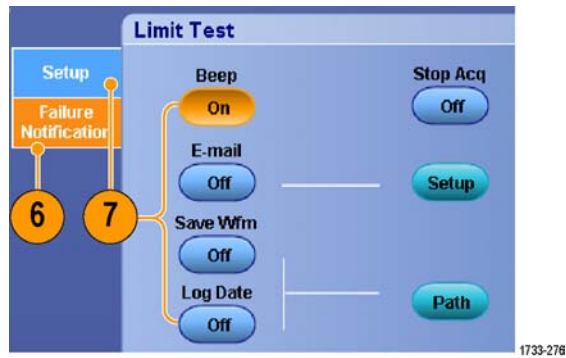 Limit Test
Setup
Failure
Notification
Beep
On
Stop Acq
Off
E-mail
Off
Setup
Save Wfm
Off
Log Date
Off
Path
6
7
1733-276